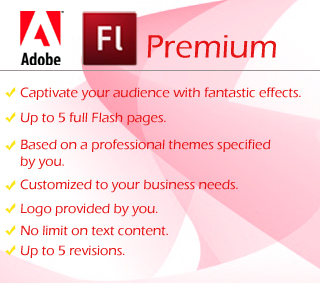 Adobe
Fl
Premium
Captivate your audience with fantastic effects.
Up to 5 full Flash pages.
Based on a professional themes specified
by you.
Customized to your business needs.
Logo provided by you.
No limit on text content.
Up to 5 revisions.